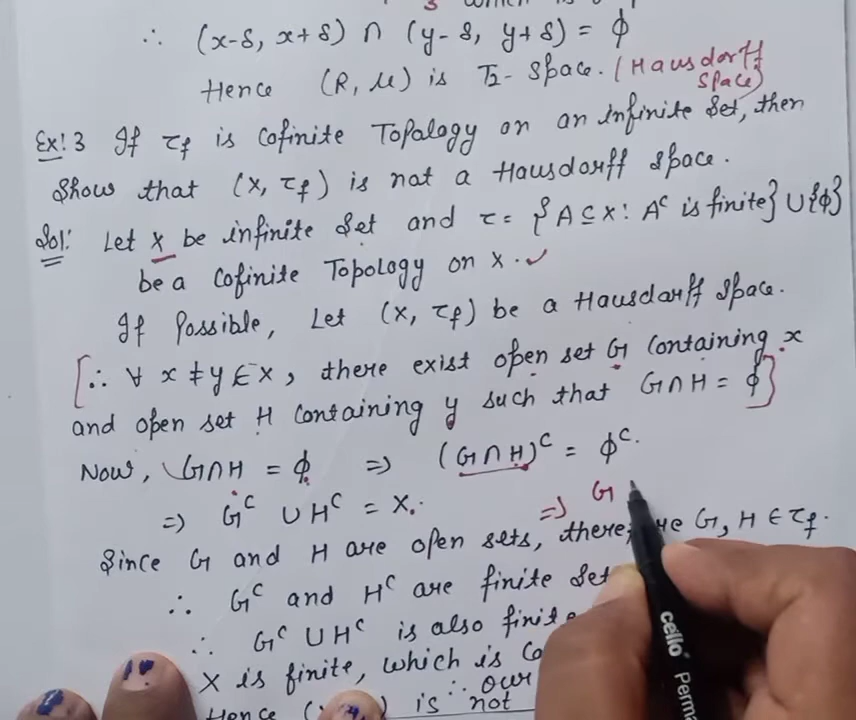 ∴ (x-δ, x+δ) ∩ (y-δ, y+δ) = ϕ
Hence (R, μ) is T2- Space. (Hausdorff Space)
Ex! 3 If τf is Cofinite Topalogy on an infinite Set, then
Show that (X, τf) is not a Hausdorff Space.
Sol! Let X be infinite Set and τ = {A ⊆ X : A^c is finite} ∪ {ϕ}
be a Cofinite Topology on X.
If Possible, Let (X, τf) be a Hausdorff Space.
[∴ ∀ x ≠ y ∈ X, there exist open set G Containing x
and open set H Containing y such that G∩H = ϕ}
Now, G∩H = ϕ ⇒ (G∩H)^c = ϕ^c.
⇒ G^c ∪ H^c = X. ⇒ G
Since G and H are open sets, G, H ∈ τf.
∴ G^c and H^c are finite Set
∴ G^c ∪ H^c is also finite
X is finite, which is
∴ our
Hence is not